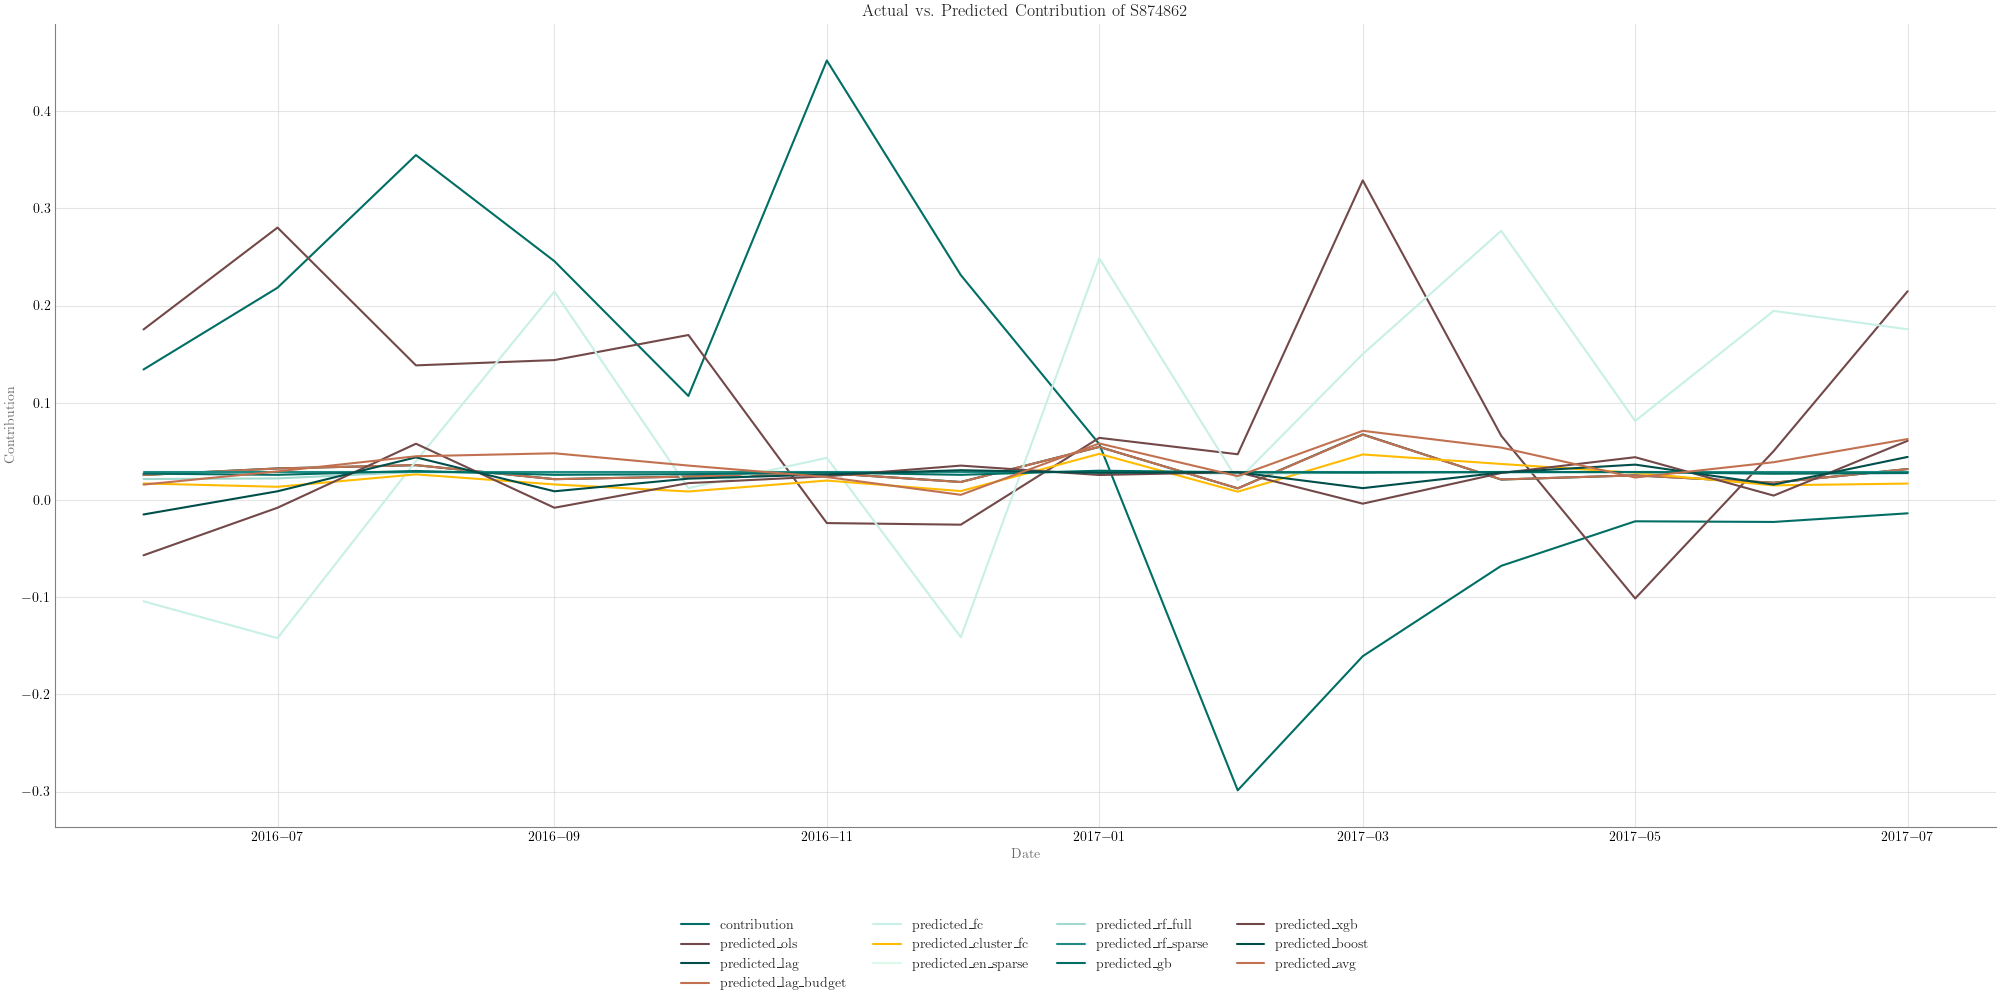 Actual vs. Predicted Contribution of S874862
Contribution
0.4
0.3
0.2
0.1
0.0
−0.1
−0.2
−0.3
2016−07 2016−09 2016−11 2017−01 2017−03 2017−05 2017−07
Date
contribution predicted_fc predicted_rf_full predicted_xgb
predicted_ols predicted_cluster_fc predicted_rf_sparse predicted_boost
predicted_lag predicted_en_sparse predicted_gb predicted_avg
predicted_lag_budget